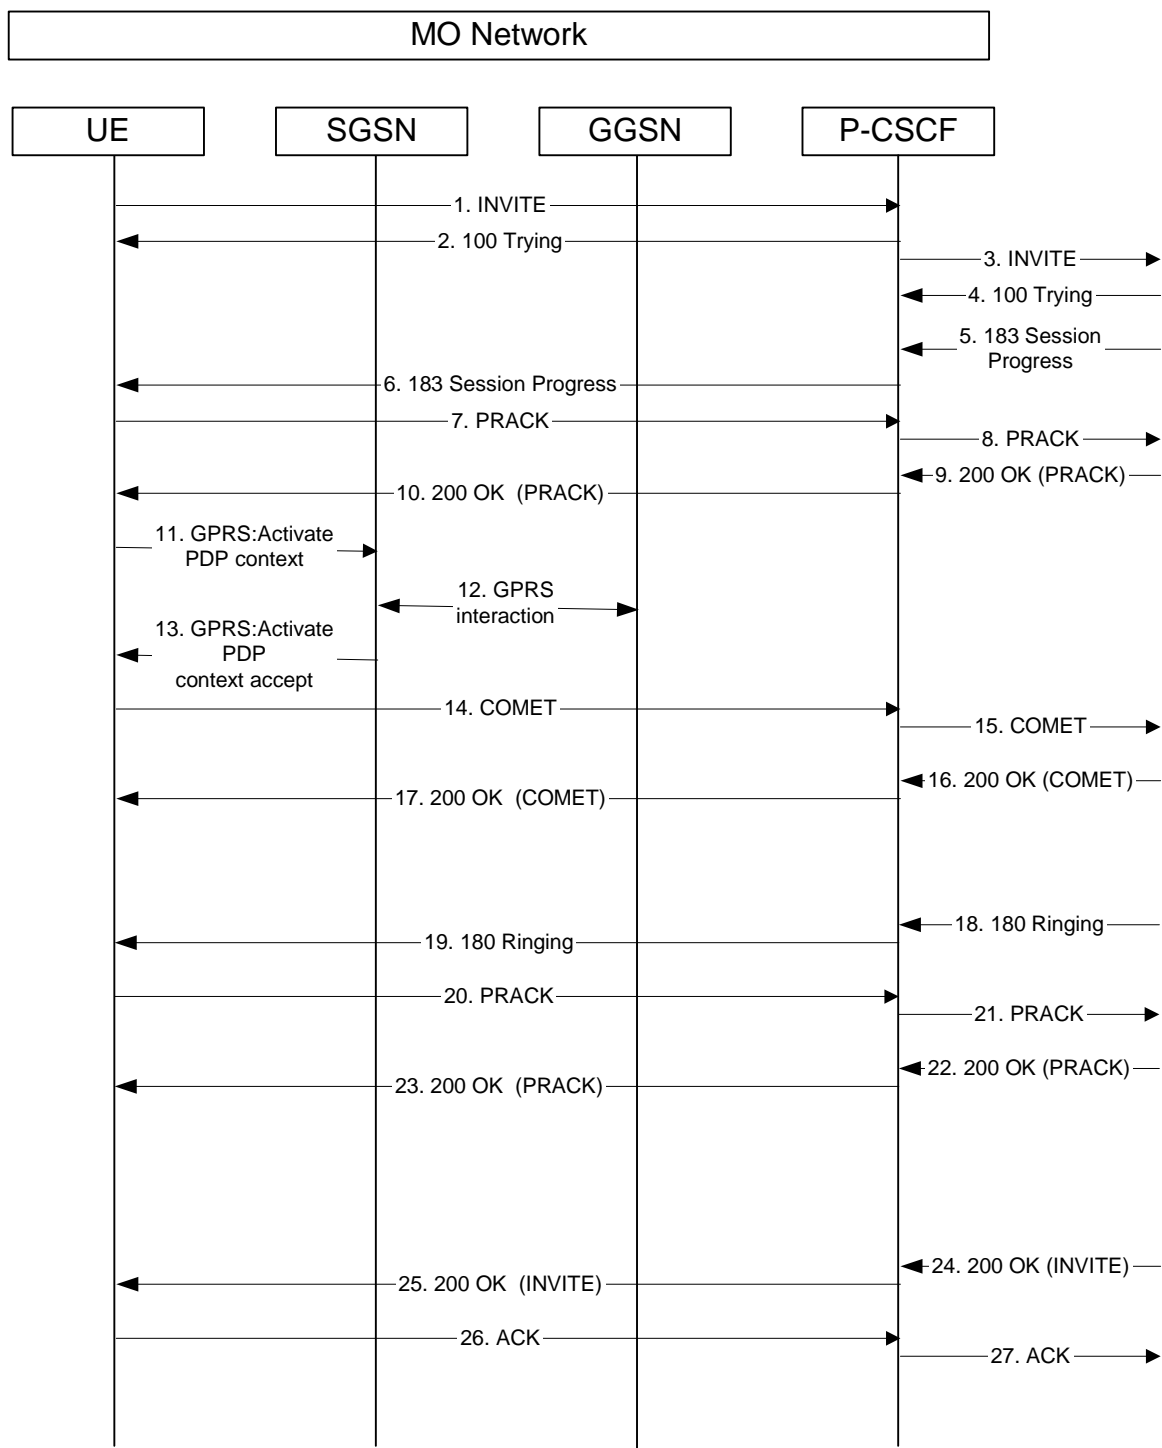 MO Network
UE
SGSN
GGSN
P-CSCF
1. INVITE
2. 100 Trying
3. INVITE
4. 100 Trying
5. 183 Session
Progress
6. 183 Session Progress
7. PRACK
8. PRACK
9. 200 OK (PRACK)
10. 200 OK (PRACK)
11. GPRS:Activate
PDP context
12. GPRS
interaction
13. GPRS:Activate
PDP
context accept
14. COMET
15. COMET
16. 200 OK (COMET)
17. 200 OK (COMET)
18. 180 Ringing
19. 180 Ringing
20. PRACK
21. PRACK
22. 200 OK (PRACK)
23. 200 OK (PRACK)
24. 200 OK (INVITE)
25. 200 OK (INVITE)
26. ACK
27. ACK